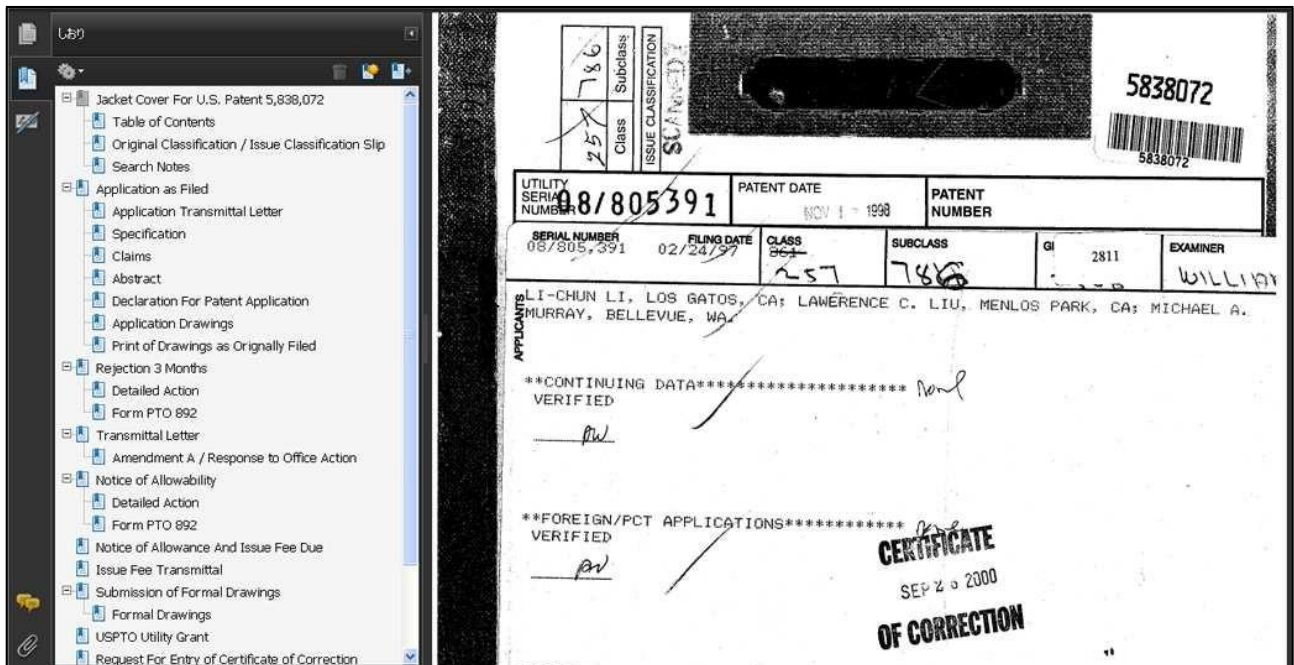 しおり
Jacket Cover For U.S. Patent 5,838,072
Table of Contents
Original Classification / Issue Classification Slip
Search Notes
Application as Filed
Application Transmittal Letter
Specification
Claims
Abstract
Declaration For Patent Application
Application Drawings
Print of Drawings as Orignally Filed
Rejection 3 Months
Detailed Action
Form PTO 892
Transmittal Letter
Amendment A / Response to Office Action
Notice of Allowability
Detailed Action
Form PTO 892
Notice of Allowance And Issue Fee Due
Issue Fee Transmittal
Submission of Formal Drawings
Formal Drawings
USPTO Utility Grant
Request For Entry of Certificate of Correction
786 Subclass
257 Class
ISSUE CLASSIFICATION
5838072
5838072
UTILITY SERIAL NUMBER 08/805391
PATENT DATE
NOV 1 1998
PATENT NUMBER
SERIAL NUMBER FILING DATE CLASS SUBCLASS 2811 EXAMINER
08/805,391 02/24/97 861
257 786 WILLIAM
APPLICANTS
LI-CHUN LI, LOS GATOS, CA; LAWERENCE C. LIU, MENLOS PARK, CA; MICHAEL A.
MURRAY, BELLEVUE, WA.
**CONTINUING DATA********************* None
VERIFIED
**FOREIGN/PCT APPLICATIONS************
VERIFIED
CERTIFICATE
SEP 2 2000
OF CORRECTION